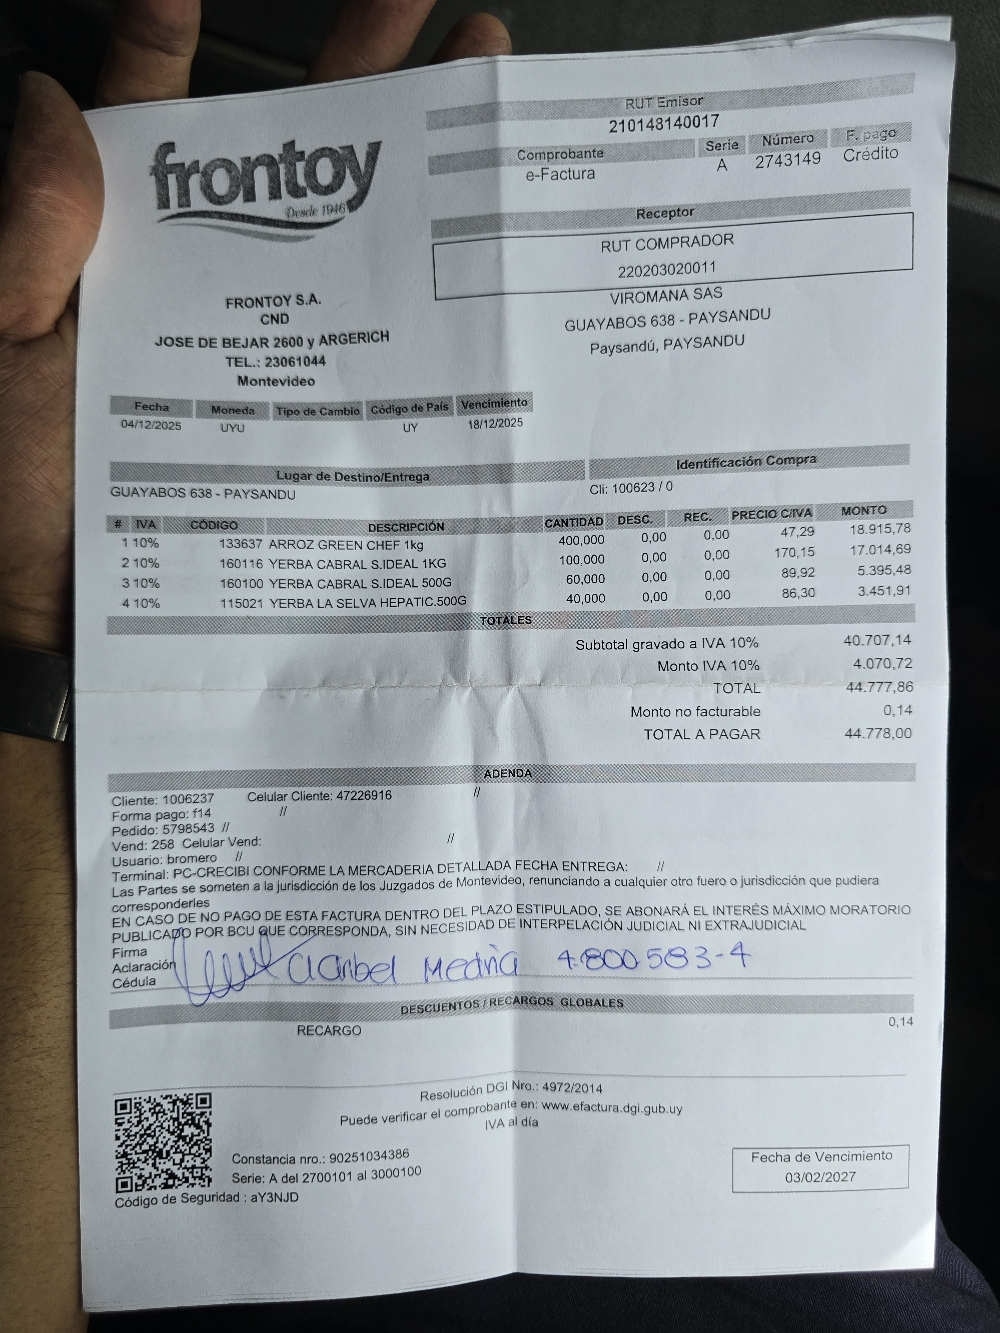 frontoy
Desde 1946
RUT Emisor
210148140017
Comprobante Serie Número F. pago
e-Factura A 2743149 Crédito
Receptor
RUT COMPRADOR
220203020011
VIROMANA SAS
GUAYABOS 638 - PAYSANDU
Paysandú, PAYSANDU
FRONTOY S.A.
CND
JOSE DE BEJAR 2600 y ARGERICH
TEL.: 23061044
Montevideo
Fecha Moneda Tipo de Cambio Código de País Vencimiento
04/12/2025 UYU UY 18/12/2025
Lugar de Destino/Entrega Identificación Compra
GUAYABOS 638 - PAYSANDU Cli: 100623 / 0
# IVA CÓDIGO DESCRIPCIÓN CANTIDAD DESC. REC. PRECIO C/IVA MONTO
1 10% 133637 ARROZ GREEN CHEF 1kg 400,000 0,00 0,00 47,29 18.915,78
2 10% 160116 YERBA CABRAL S.IDEAL 1KG 100,000 0,00 0,00 170,15 17.014,69
3 10% 160100 YERBA CABRAL S.IDEAL 500G 60,000 0,00 0,00 89,92 5.395,48
4 10% 115021 YERBA LA SELVA HEPATIC.500G 40,000 0,00 0,00 86,30 3.451,91
TOTALES
Subtotal gravado a IVA 10% 40.707,14
Monto IVA 10% 4.070,72
TOTAL 44.777,86
Monto no facturable 0,14
TOTAL A PAGAR 44.778,00
ADENDA
Cliente: 1006237 Celular Cliente: 47226916 //
Forma pago: f14 //
Pedido: 5798543 //
Vend: 258 Celular Vend: //
Usuario: bromero //
Terminal: PC-CRECIBI CONFORME LA MERCADERIA DETALLADA FECHA ENTREGA: //
Las Partes se someten a la jurisdicción de los Juzgados de Montevideo, renunciando a cualquier otro fuero o jurisdicción que pudiera
corresponderles
EN CASO DE NO PAGO DE ESTA FACTURA DENTRO DEL PLAZO ESTIPULADO, SE ABONARÁ EL INTERÉS MÁXIMO MORATORIO
PUBLICADO POR BCU QUE CORRESPONDA, SIN NECESIDAD DE INTERPELACIÓN JUDICIAL NI EXTRAJUDICIAL
Firma
Aclaración Medina 4.800583-4
Cédula
DESCUENTOS / RECARGOS GLOBALES
RECARGO 0,14
Resolución DGI Nro.: 4972/2014
Puede verificar el comprobante en: www.efactura.dgi.gub.uy
IVA al día
Constancia nro.: 90251034386
Serie: A del 2700101 al 3000100
Código de Seguridad : aY3NJD
Fecha de Vencimiento
03/02/2027